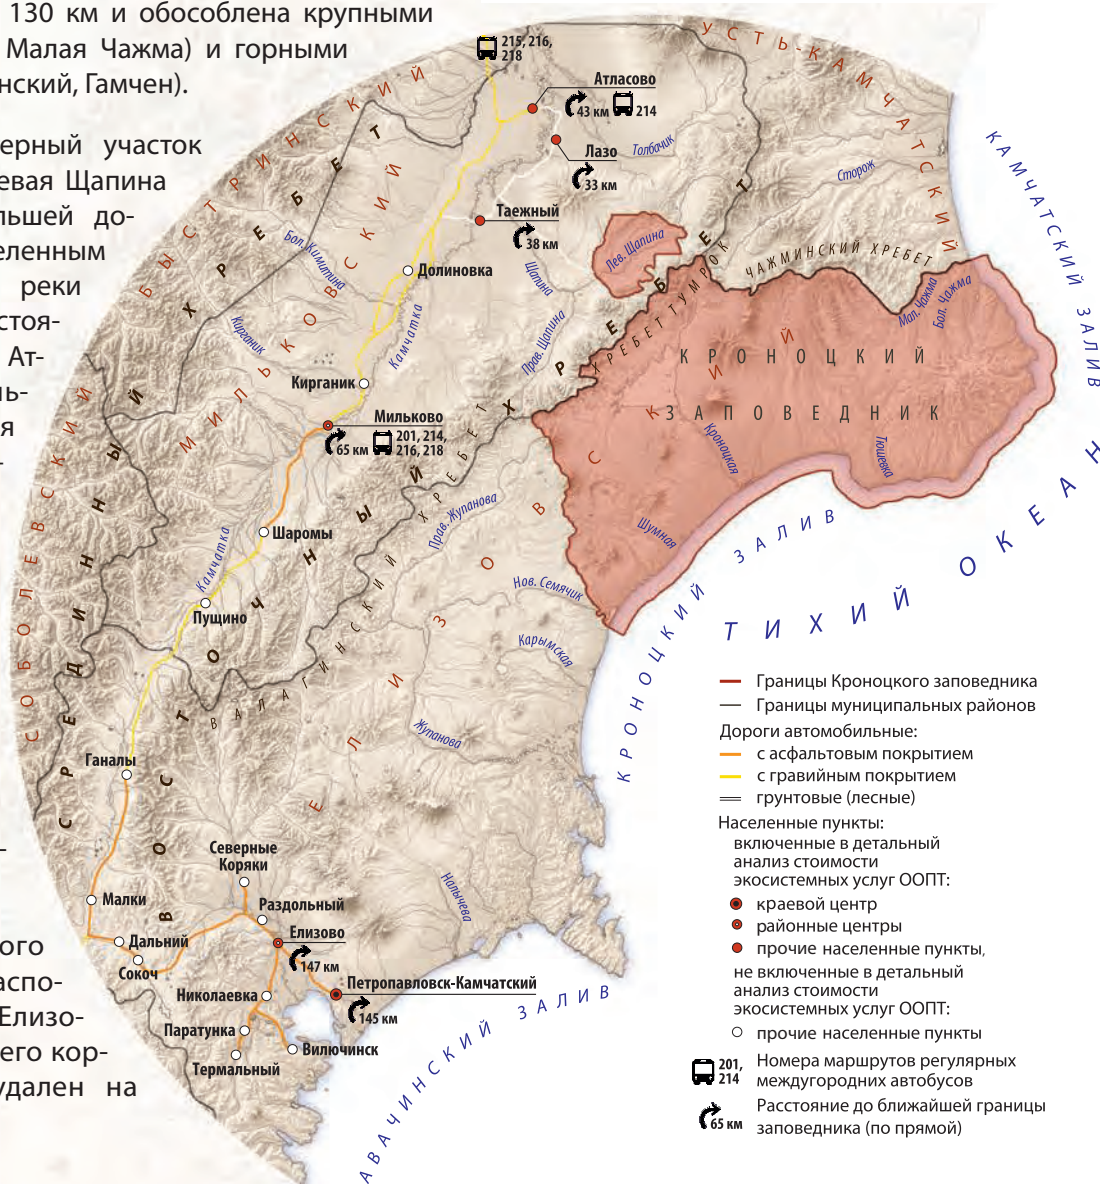 130 км и обособлена крупными
Малая Чажма) и горными
нский, Гамчен).
ерный участок
евая Щапина
льшей до-
еленным
реки
стоя-
Ат-
ль-
я
-
-
ого
аспо-
Елизо-
его кор-
удален на
215, 216,
218
Атласово
43 км
214
Лазо
33 км
Толбачик
Таежный
38 км
Лев. Щапина
Сторож
УСТЬ-КАМЧАТСКИЙ
КАМЧАТСКИЙ ЗАЛИВ
БЫСТРИНСКИЙ
МИЛЬКОВСКИЙ
СОБОЛЕВСКИЙ
ЕЛИЗОВСКИЙ
СРЕДИННЫЙ ХРЕБЕТ
ВОСТОЧНЫЙ ХРЕБЕТ
ВАЛАГИНСКИЙ ХРЕБЕТ
ХРЕБЕТ ТУМРОК
ЧАЖМИНСКИЙ ХРЕБЕТ
Бол. Кимитина
Долиновка
Щапина
Прав. Щапина
Мал. Чажма
Бол. Чажма
Кирганик
Камчатка
Кирганик
КРОНОЦКИЙ
ЗАПОВЕДНИК
Мильково
65 км
201, 214,
216, 218
Кроноцкая
Тюшевка
Прав. Жупанова
Шумная
Шаромы
Камчатка
Нов. Семячик
Пущино
Карымская
КРОНОЦКИЙ ЗАЛИВ
ТИХИЙ ОКЕАН
Жупанова
Ганалы
Северные
Коряки
Налычева
Малки
Раздольный
Дальний
Елизово
147 км
Сокоч
Николаевка
Петропавловск-Камчатский
145 км
Паратунка
Вилючинск
Термальный
АВАЧИНСКИЙ ЗАЛИВ
Границы Кроноцкого заповедника
Границы муниципальных районов
Дороги автомобильные:
с асфальтовым покрытием
с гравийным покрытием
грунтовые (лесные)
Населенные пункты:
включенные в детальный
анализ стоимости
экосистемных услуг ООПТ:
краевой центр
районные центры
прочие населенные пункты,
не включенные в детальный
анализ стоимости
экосистемных услуг ООПТ:
прочие населенные пункты
201,
214
Номера маршрутов регулярных
междугородних автобусов
65 км
Расстояние до ближайшей границы
заповедника (по прямой)